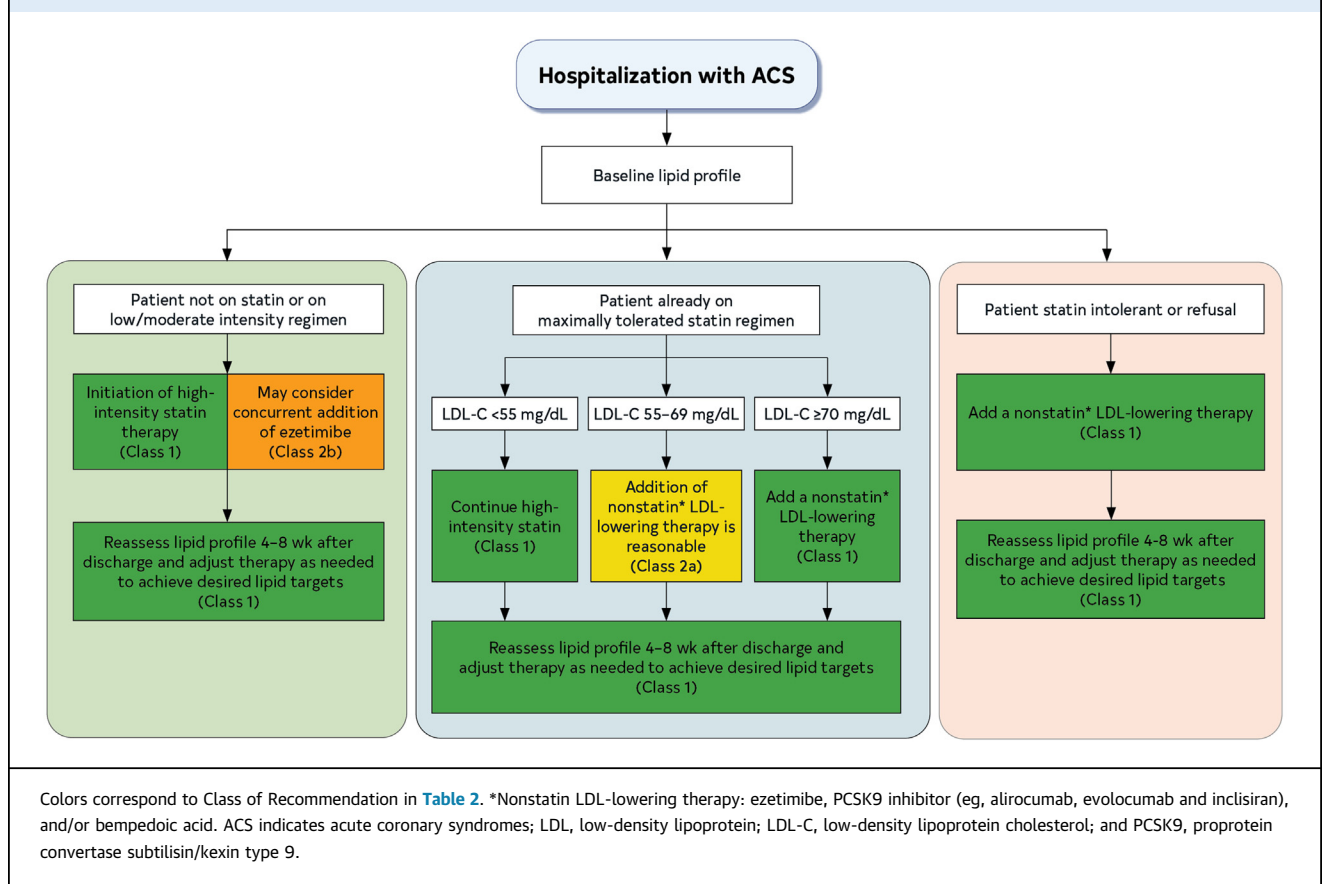 Hospitalization with ACS
Baseline lipid profile
Patient not on statin or on
low/moderate intensity regimen
Initiation of high-
intensity statin
therapy
(Class 1)
May consider
concurrent addition
of ezetimibe
(Class 2b)
Reassess lipid profile 4–8 wk after
discharge and adjust therapy as needed
to achieve desired lipid targets
(Class 1)
Patient already on
maximally tolerated statin regimen
LDL-C <55 mg/dL
LDL-C 55–69 mg/dL
LDL-C ≥70 mg/dL
Continue high-
intensity statin
(Class 1)
Addition of
nonstatin* LDL-
lowering therapy is
reasonable
(Class 2a)
Add a nonstatin*
LDL-lowering
therapy
(Class 1)
Reassess lipid profile 4–8 wk after discharge and
adjust therapy as needed to achieve desired lipid targets
(Class 1)
Patient statin intolerant or refusal
Add a nonstatin* LDL-lowering therapy
(Class 1)
Reassess lipid profile 4-8 wk after
discharge and adjust therapy as needed
to achieve desired lipid targets
(Class 1)
Colors correspond to Class of Recommendation in Table 2. *Nonstatin LDL-lowering therapy: ezetimibe, PCSK9 inhibitor (eg, alirocumab, evolocumab and inclisiran),
and/or bempedoic acid. ACS indicates acute coronary syndromes; LDL, low-density lipoprotein; LDL-C, low-density lipoprotein cholesterol; and PCSK9, proprotein
convertase subtilisin/kexin type 9.